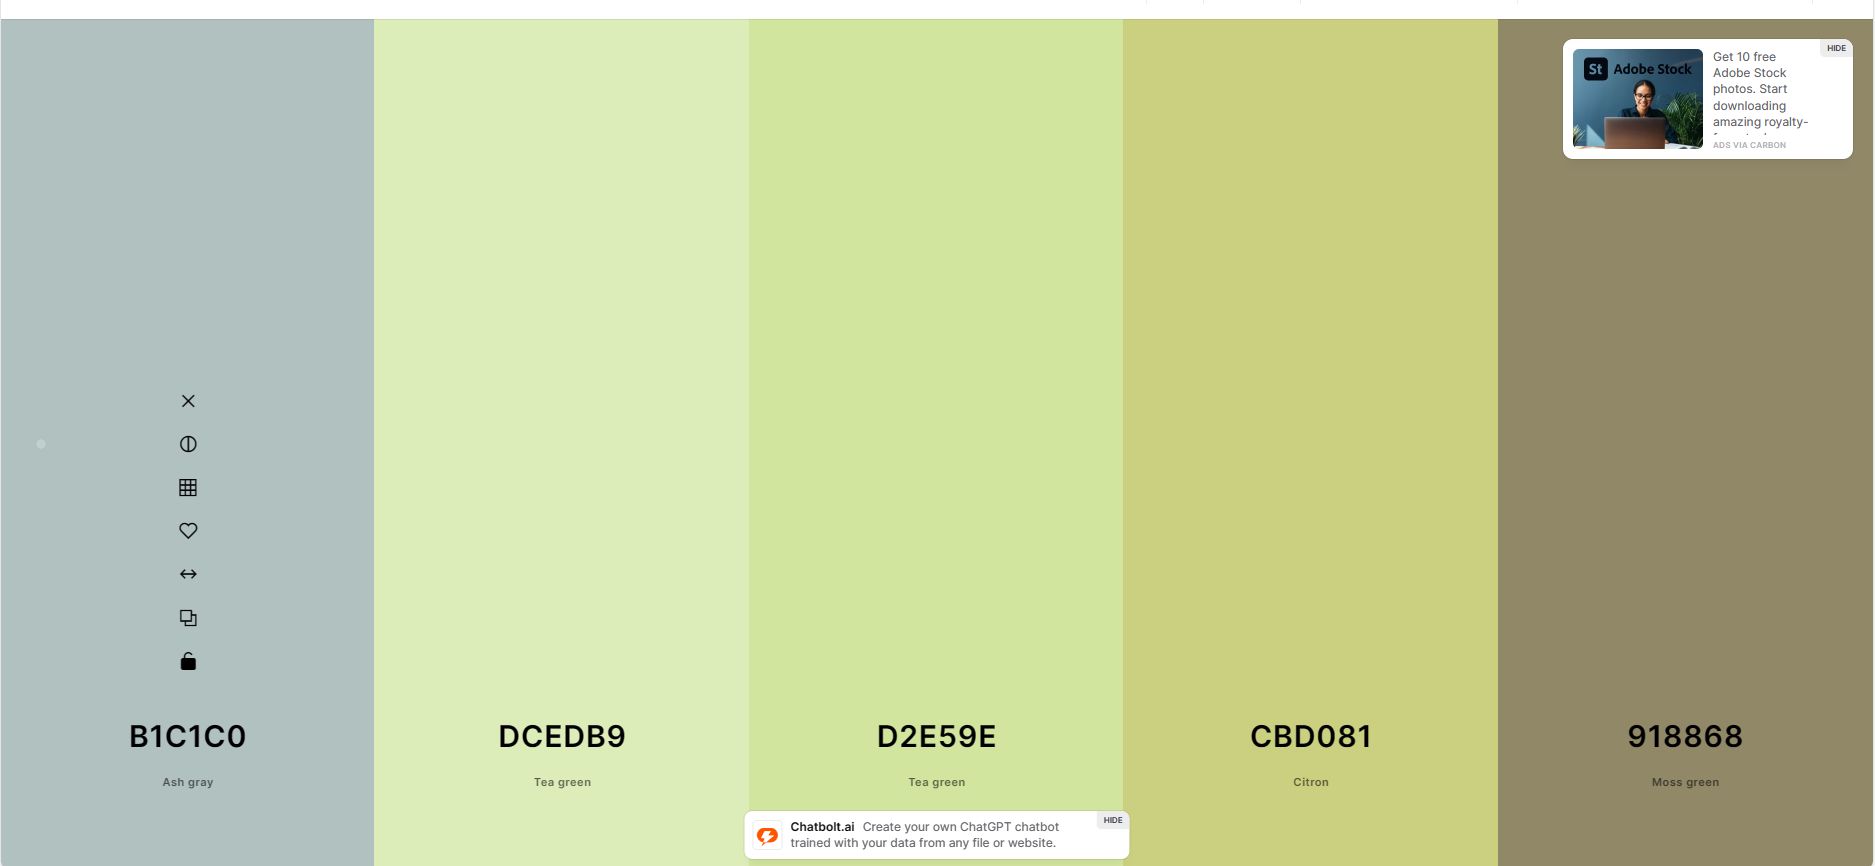 HIDE
St Adobe Stock
Get 10 free
Adobe Stock
photos. Start
downloading
amazing royalty-
ADS VIA CARBON
B1C1C0
DCEDB9
D2E59E
CBD081
918868
Ash gray
Tea green
Tea green
Citron
Moss green
Chatbolt.ai Create your own ChatGPT chatbot
trained with your data from any file or website.
HIDE